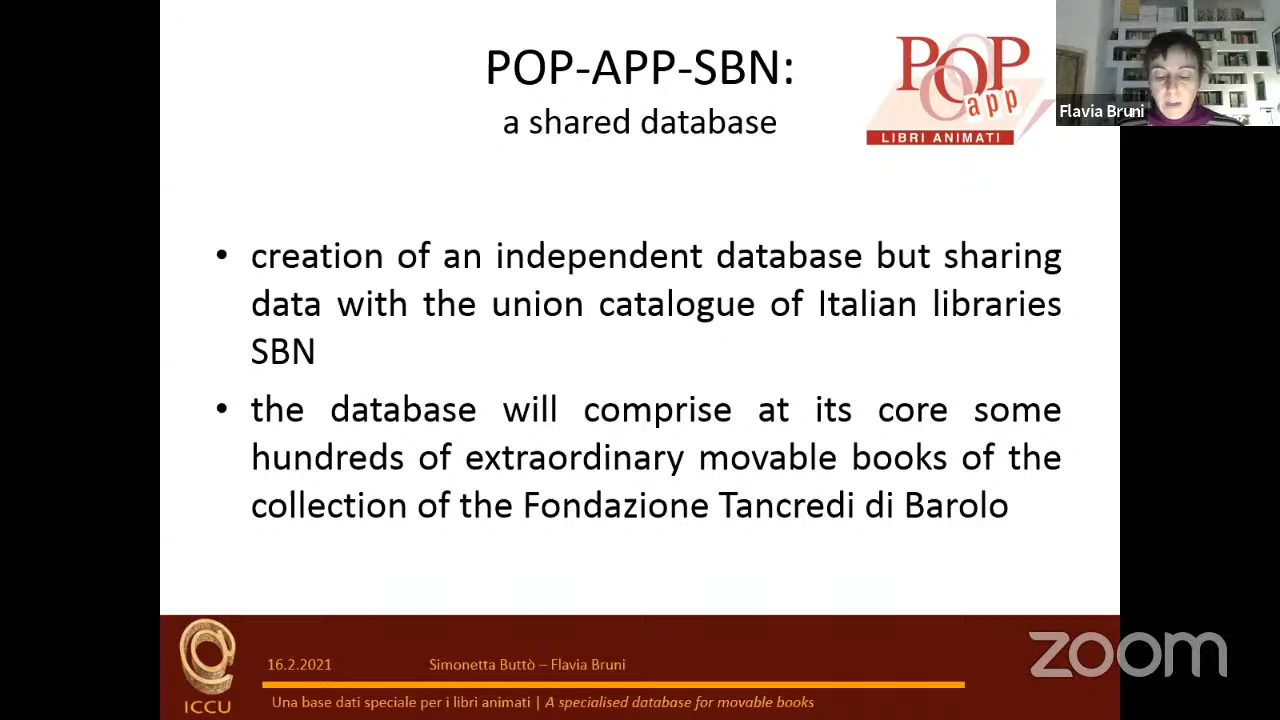 POP-APP-SBN:
a shared database
POP
app
LIBRI ANIMATI
Flavia Bruni
• creation of an independent database but sharing
data with the union catalogue of Italian libraries
SBN
• the database will comprise at its core some
hundreds of extraordinary movable books of the
collection of the Fondazione Tancredi di Barolo
ICCU
16.2.2021
Simonetta Buttò – Flavia Bruni
Una base dati speciale per i libri animati | A specialised database for movable books
zoom